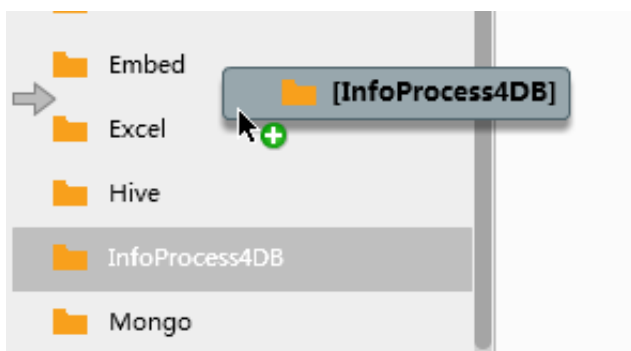 Embed
[InfoProcess4DB]
Excel
Hive
InfoProcess4DB
Mongo